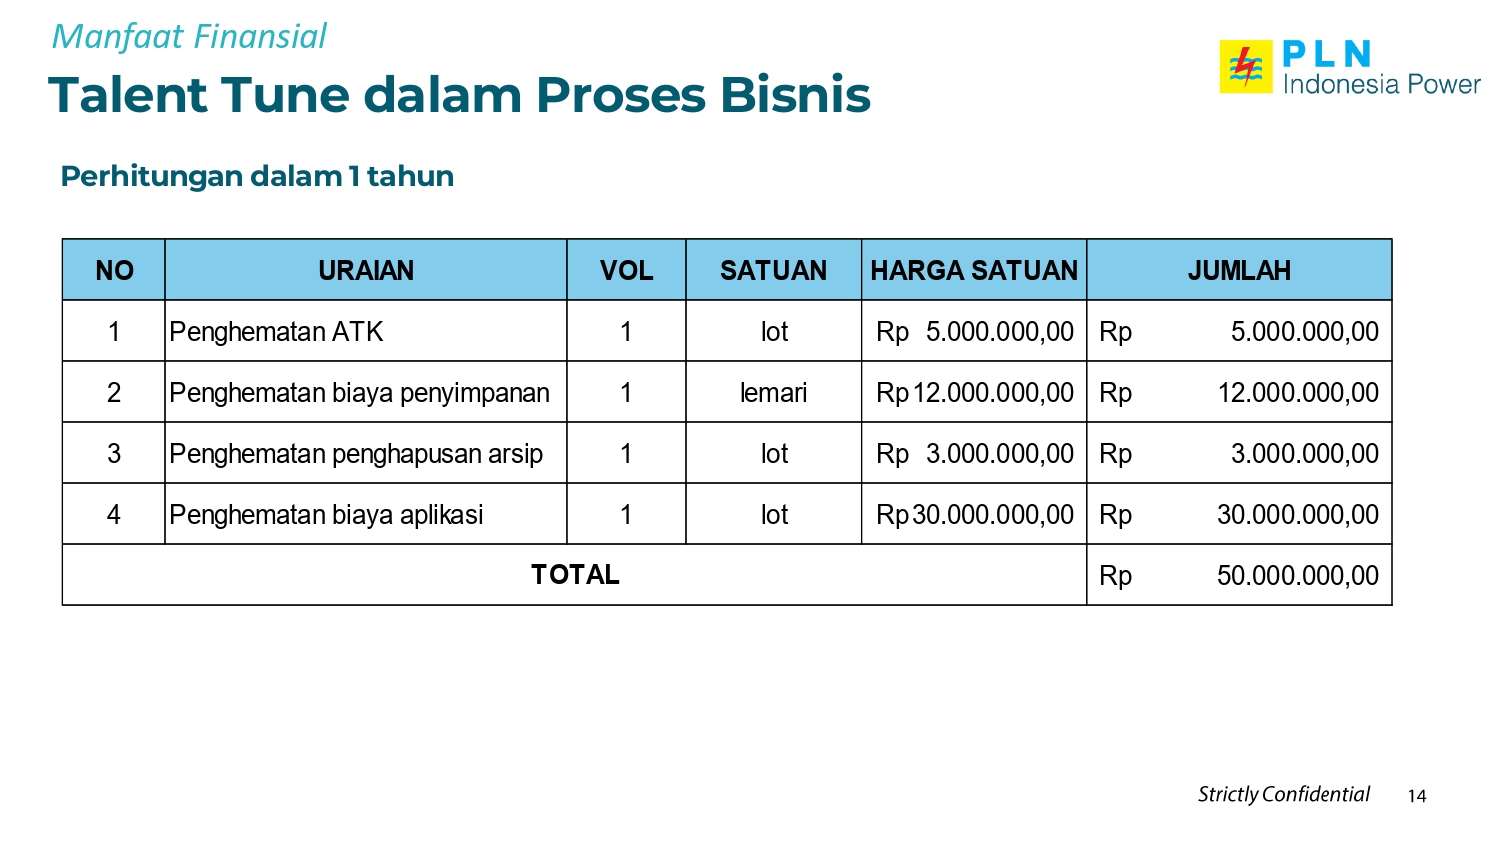 Manfaat Finansial
Talent Tune dalam Proses Bisnis
PLN
Indonesia Power
Perhitungan dalam 1 tahun
NO URAIAN VOL SATUAN HARGA SATUAN JUMLAH
1 Penghematan ATK 1 lot Rp 5.000.000,00 Rp 5.000.000,00
2 Penghematan biaya penyimpanan 1 lemari Rp 12.000.000,00 Rp 12.000.000,00
3 Penghematan penghapusan arsip 1 lot Rp 3.000.000,00 Rp 3.000.000,00
4 Penghematan biaya aplikasi 1 lot Rp 30.000.000,00 Rp 30.000.000,00
TOTAL Rp 50.000.000,00
Strictly Confidential 14